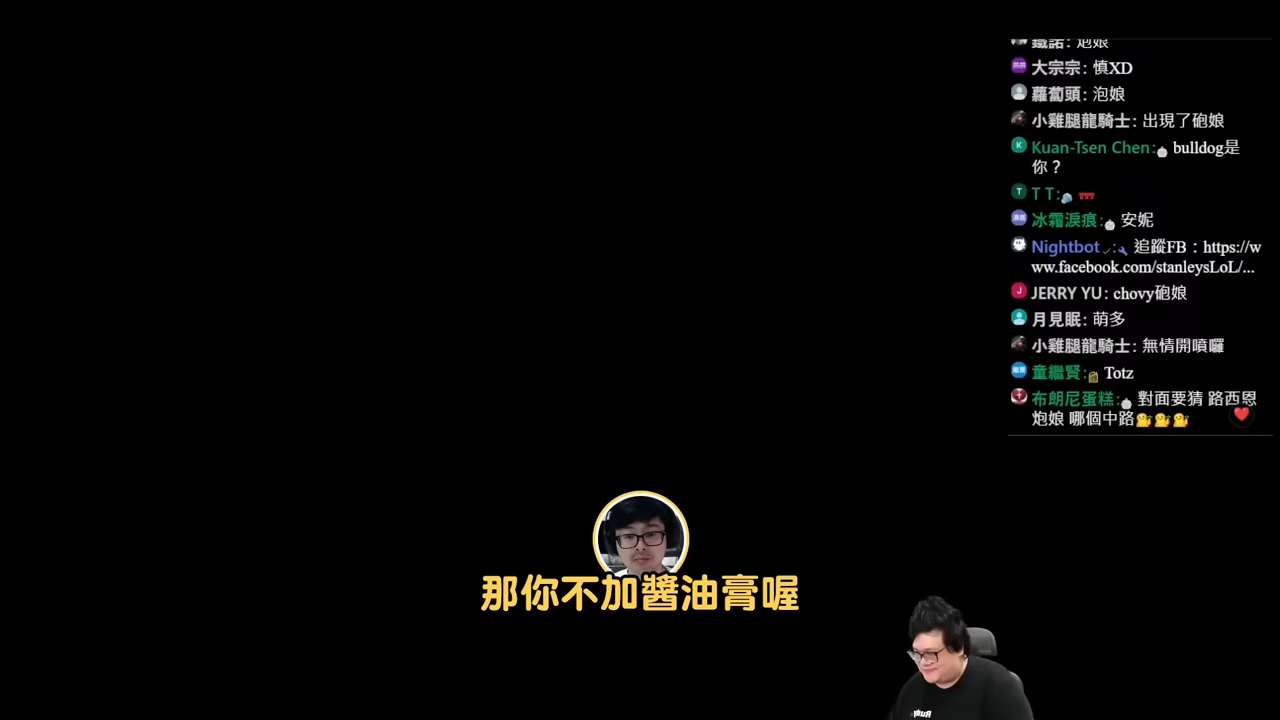 鐵諾: 炮娘
大宗宗: 慎XD
蘿蔔頭: 泡娘
小雞腿龍騎士: 出現了砲娘
Kuan-Tsen Chen: bulldog是
你？
T T:
冰霜淚痕: 安妮
Nightbot: 追蹤FB：https://w
ww.facebook.com/stanleysLoL/...
JERRY YU: chovy砲娘
月見眠: 萌多
小雞腿龍騎士: 無情開噴囉
童繼賢: Totz
布朗尼蛋糕: 對面要猜 路西恩
炮娘 哪個中路
那你不加醬油膏喔